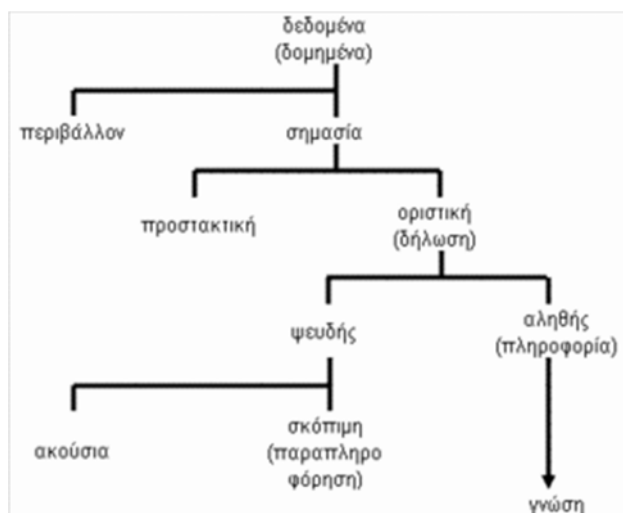 δεδομένα
(δομημένα)
περιβάλλον
σημασία
προστακτική
οριστική
(δήλωση)
ψευδής
αληθής
(πληροφορία)
ακούσια
σκόπιμη
(παραπληρο
φόρηση)
γνώση